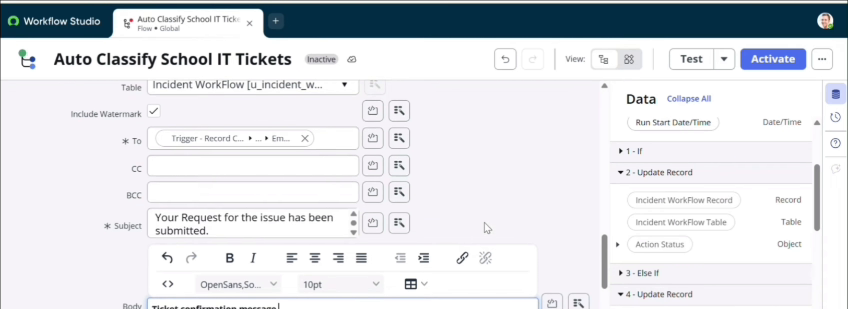 Workflow Studio
Auto Classify School IT Ticke
Flow • Global
Auto Classify School IT Tickets
Inactive
View:
Test
Activate
Table
Incident WorkFlow [u_incident_w...
Include Watermark
* To
Trigger - Record C... ▸ ... ▸ Em...
CC
BCC
* Subject
Your Request for the issue has been
submitted.
B I
OpenSans,So...
10pt
Body
Ticket confirmation message
Data
Collapse All
Run Start Date/Time
Date/Time
1 - If
2 - Update Record
Incident WorkFlow Record
Record
Incident WorkFlow Table
Table
Action Status
Object
3 - Else If
4 - Update Record